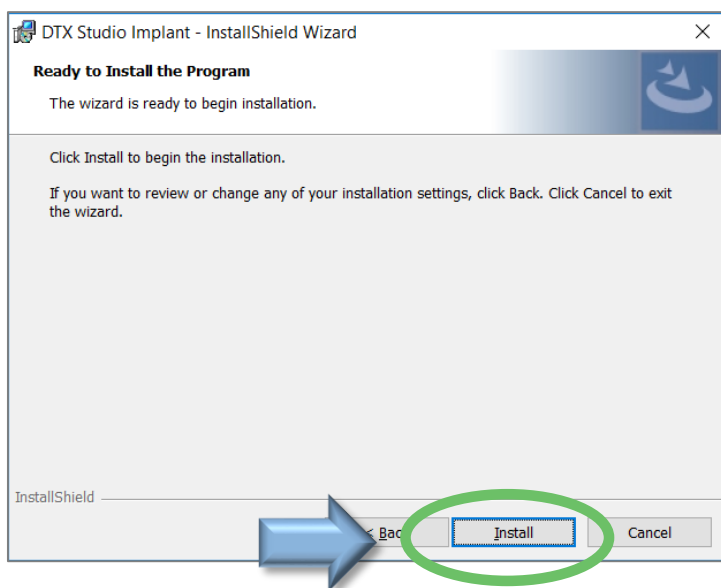 DTX Studio Implant - InstallShield Wizard
Ready to Install the Program
The wizard is ready to begin installation.
Click Install to begin the installation.
If you want to review or change any of your installation settings, click Back. Click Cancel to exit
the wizard.
InstallShield
< Bac Install Cancel